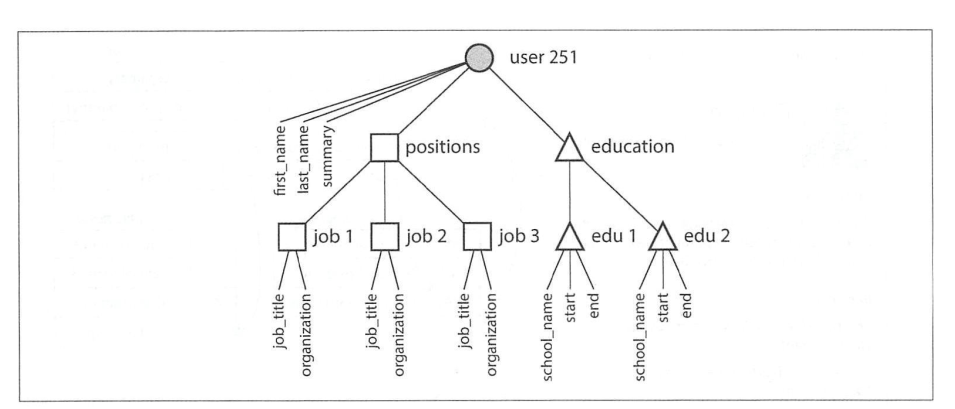 user 251
first_name
last_name
summary
positions
education
job 1
job 2
job 3
edu 1
edu 2
job_title
organization
job_title
organization
job_title
organization
school_name
start
end
school_name
start
end